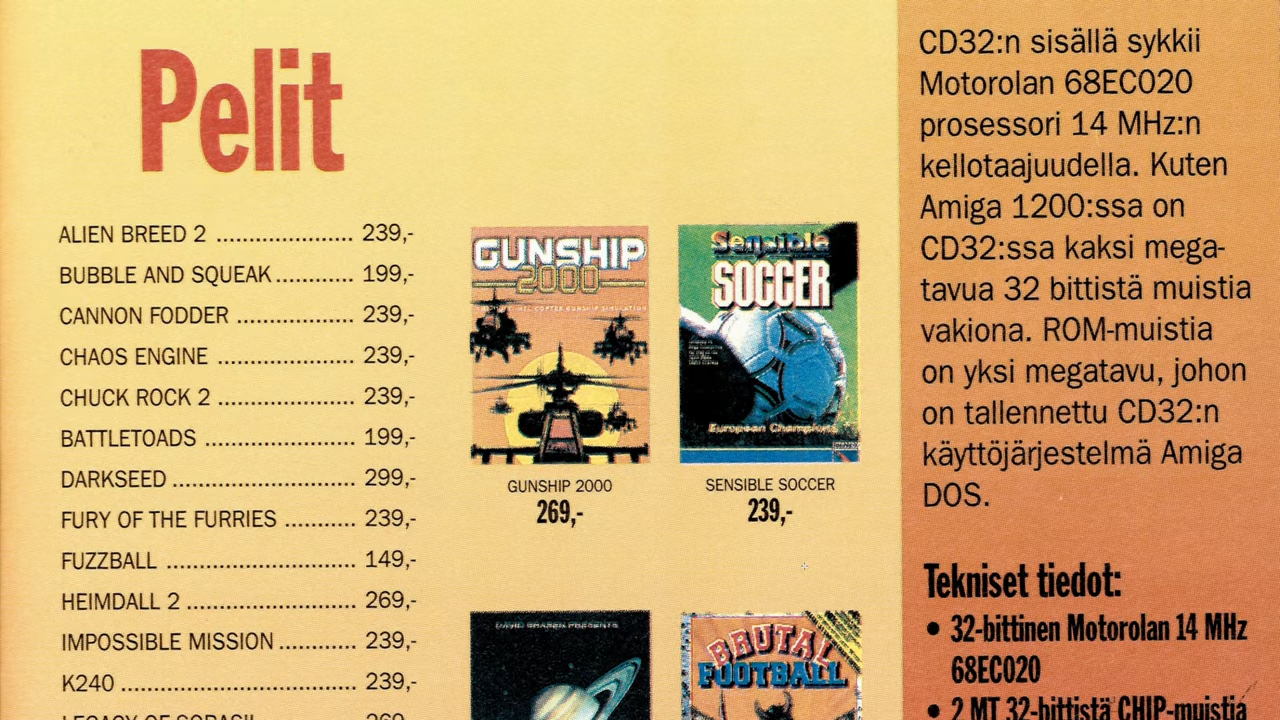 Pelit
ALIEN BREED 2 .................... 239,-
BUBBLE AND SQUEAK............ 199,-
CANNON FODDER .................. 239,-
CHAOS ENGINE .................... 239,-
CHUCK ROCK 2 .................... 239,-
BATTLETOADS ...................... 199,-
DARKSEED ........................... 299,-
FURY OF THE FURRIES ........... 239,-
FUZZBALL ............................ 149,-
HEIMDALL 2 ......................... 269,-
IMPOSSIBLE MISSION ............ 239,-
K240 ................................... 239,-
LEGACY OF SORASIL
GUNSHIP
2000
GUNSHIP 2000
269,-
Sensible
SOCCER
European Champions
SENSIBLE SOCCER
239,-
PRESENTS
BRUTAL
FOOTBALL
CD32:n sisällä sykkii
Motorolan 68EC020
prosessori 14 MHz:n
kellotaajuudella. Kuten
Amiga 1200:ssa on
CD32:ssa kaksi mega-
tavua 32 bittistä muistia
vakiona. ROM-muistia
on yksi megatavu, johon
on tallennettu CD32:n
käyttöjärjestelmä Amiga
DOS.
Tekniset tiedot:
• 32-bittinen Motorolan 14 MHz
68EC020
• 2 MT 32-bittistä CHIP-muistia